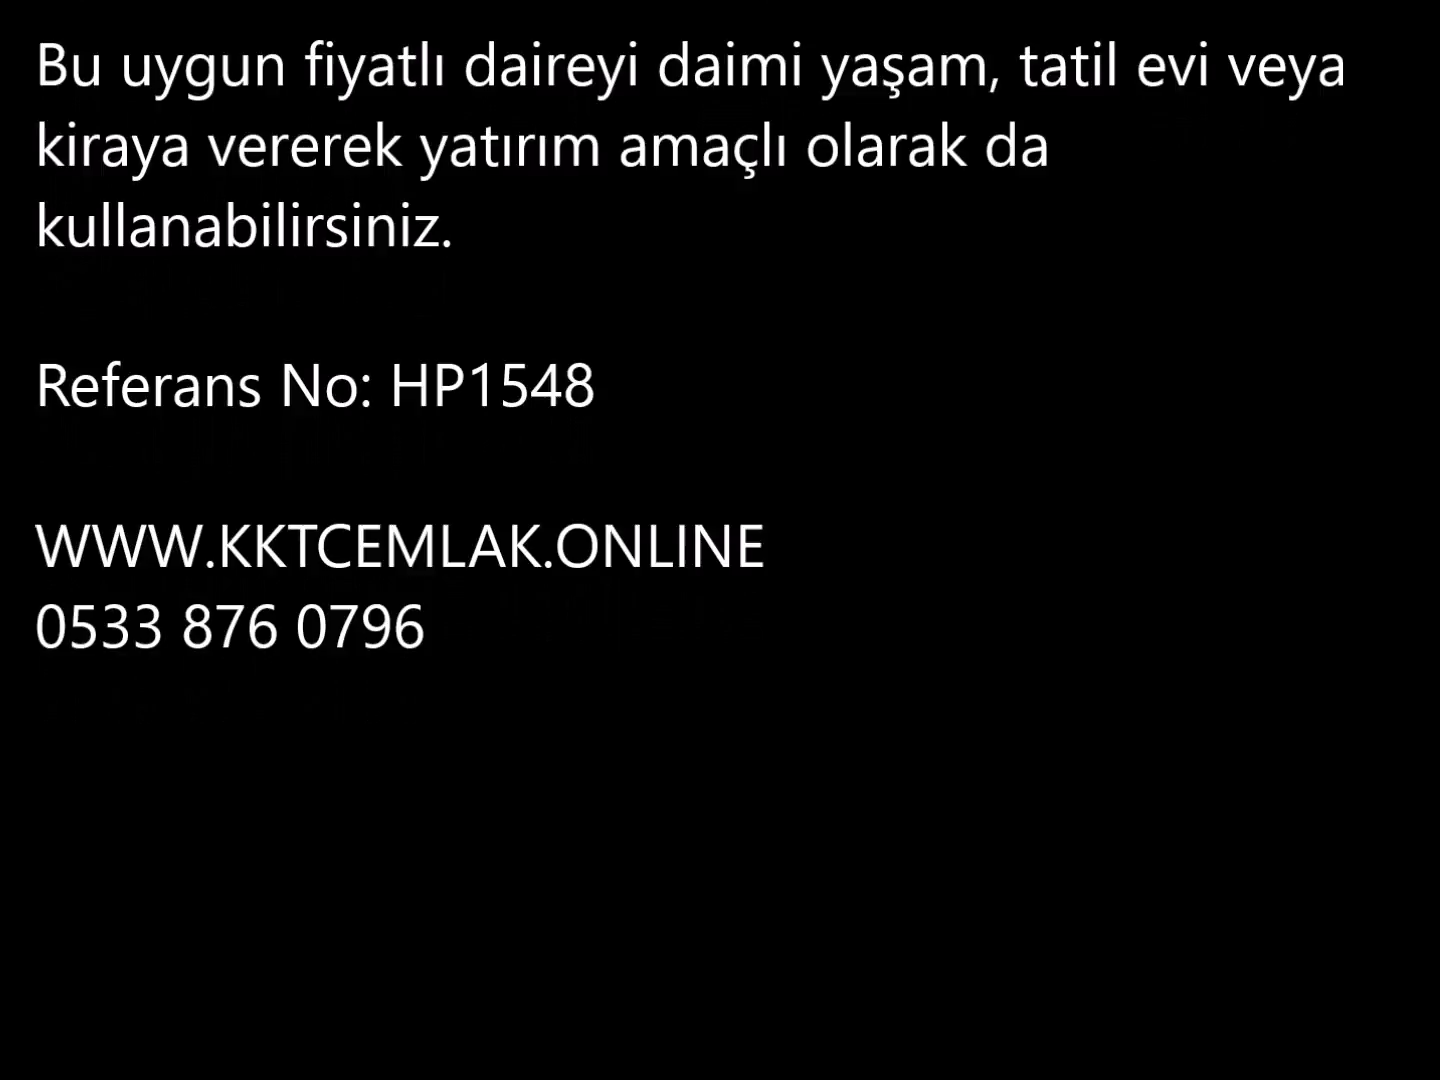 Bu uygun fiyatlı daireyi daimi yaşam, tatil evi veya
kiraya vererek yatırım amaçlı olarak da
kullanabilirsiniz.
Referans No: HP1548
WWW.KKTCEMLAK.ONLINE
0533 876 0796